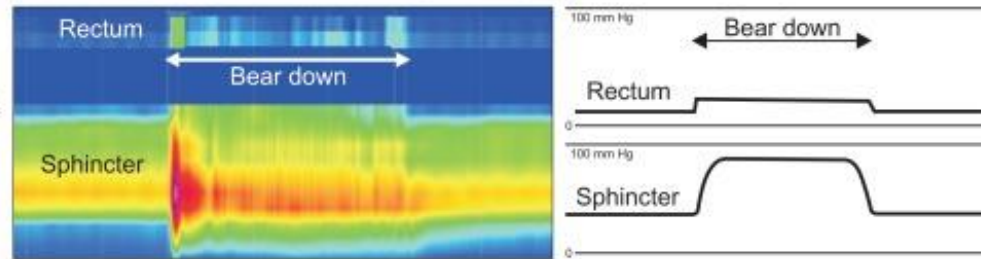 Rectum
Bear down
Sphincter
100 mm Hg
Bear down
Rectum
0
100 mm Hg
Sphincter
0